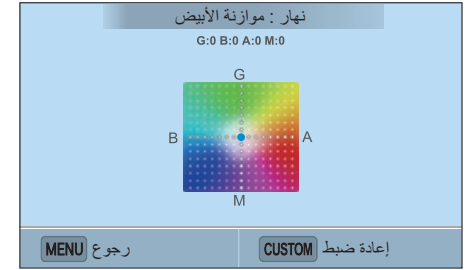 نهار : موازنة الأبيض
G:0 B:0 A:0 M:0
G
B
A
M
إعادة ضبط CUSTOM
رجوع MENU